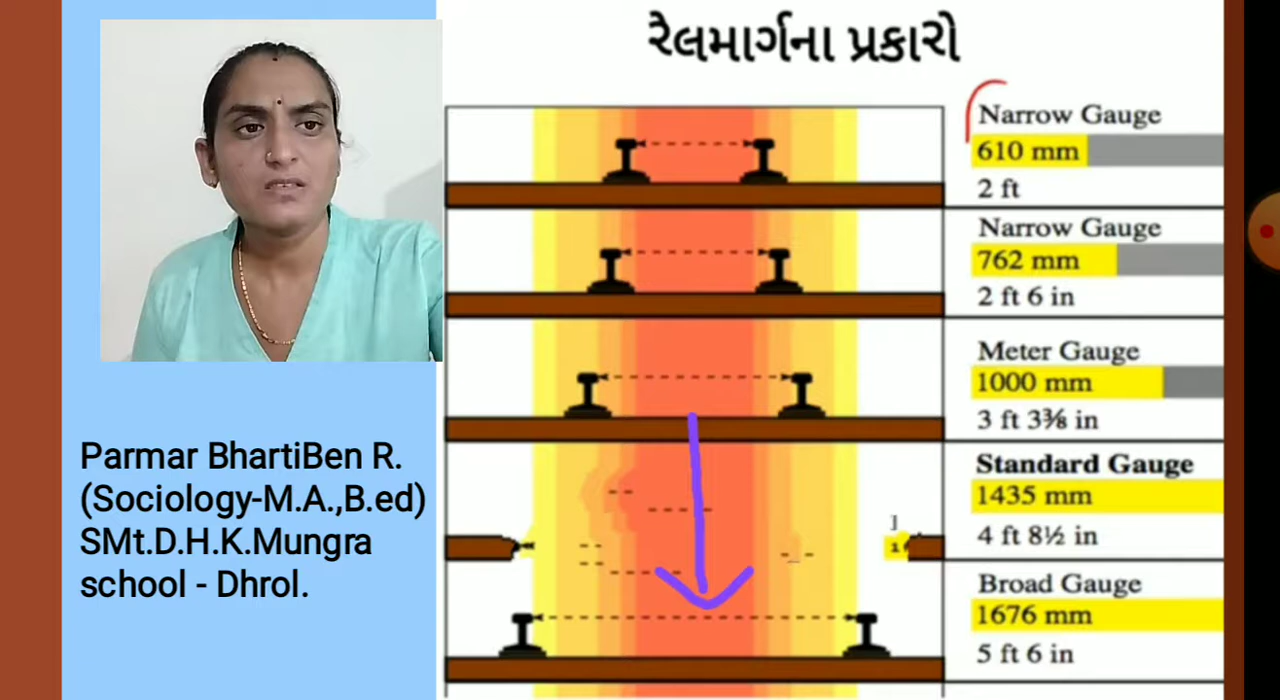 રેલમાર્ગના પ્રકારો
Narrow Gauge
610 mm
2 ft
Narrow Gauge
762 mm
2 ft 6 in
Meter Gauge
1000 mm
3 ft 3⅜ in
Standard Gauge
1435 mm
4 ft 8½ in
Broad Gauge
1676 mm
5 ft 6 in
Parmar BhartiBen R.
(Sociology-M.A.,B.ed)
SMt.D.H.K.Mungra
school - Dhrol.